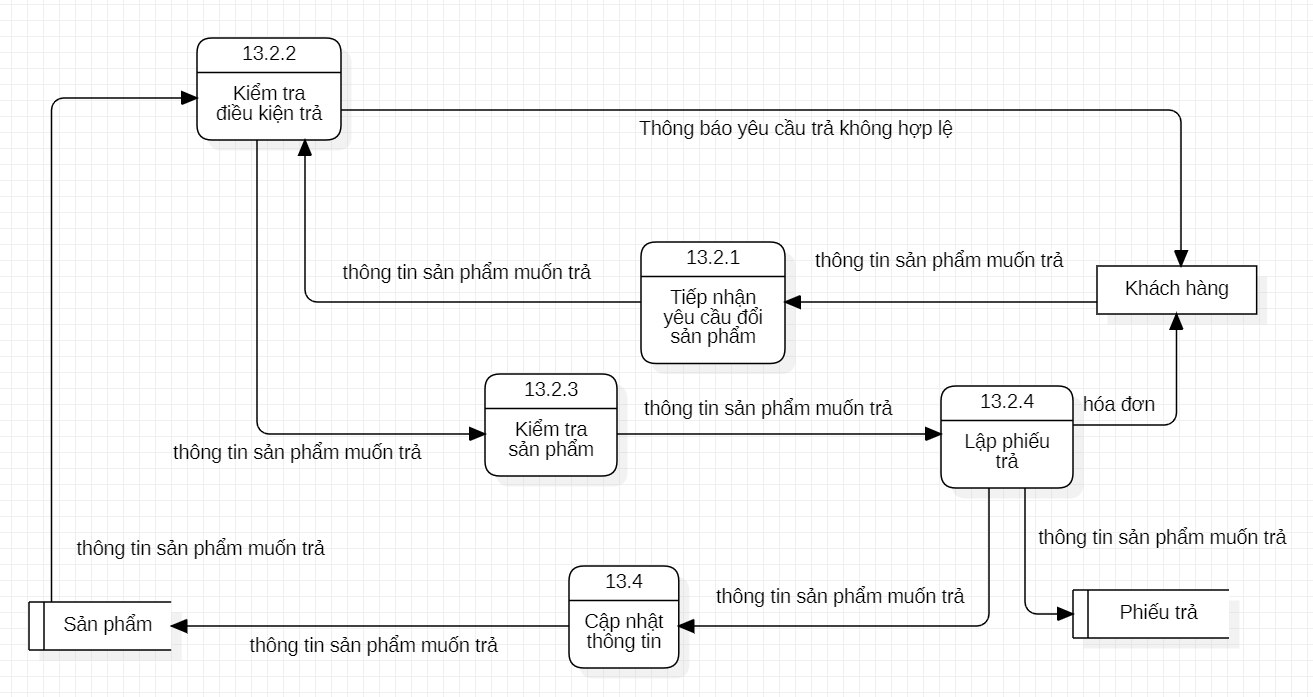 13.2.2
Kiểm tra
điều kiện trả
Thông báo yêu cầu trả không hợp lệ
13.2.1
Tiếp nhận
yêu cầu đổi
sản phẩm
thông tin sản phẩm muốn trả
thông tin sản phẩm muốn trả
Khách hàng
13.2.3
Kiểm tra
sản phẩm
thông tin sản phẩm muốn trả
13.2.4
Lập phiếu
trả
hóa đơn
thông tin sản phẩm muốn trả
thông tin sản phẩm muốn trả
thông tin sản phẩm muốn trả
13.4
Cập nhật
thông tin
thông tin sản phẩm muốn trả
Phiếu trả
Sản phẩm
thông tin sản phẩm muốn trả